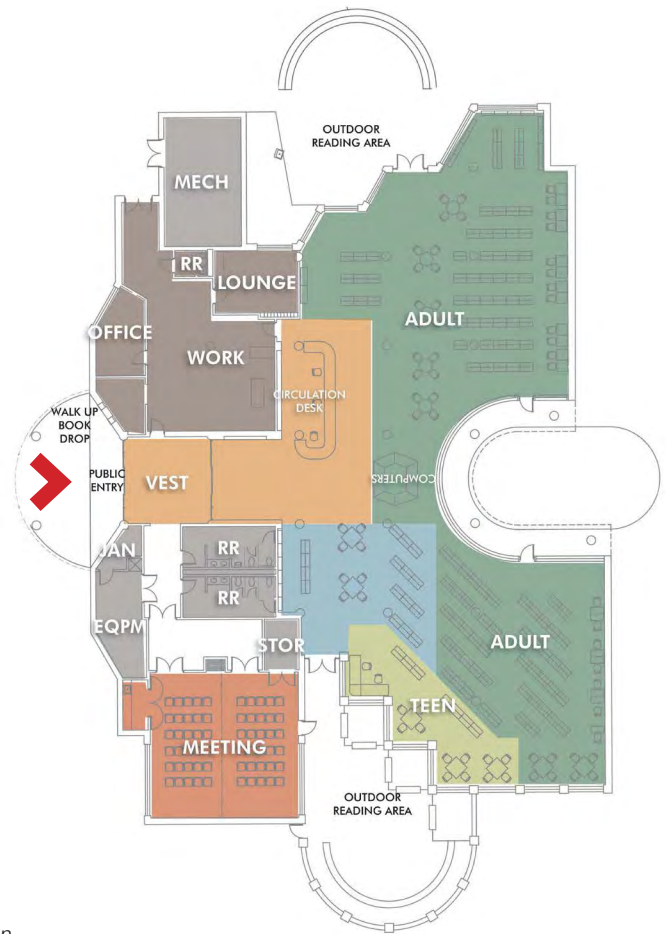 OUTDOOR
READING AREA
MECH
RR
LOUNGE
OFFICE
ADULT
WORK
CIRCULATION
DESK
WALK UP
BOOK
DROP
COMPUTERS
PUBLIC
ENTRY
VEST
JAN
RR
RR
EQPM
STOR
ADULT
TEEN
MEETING
OUTDOOR
READING AREA
n